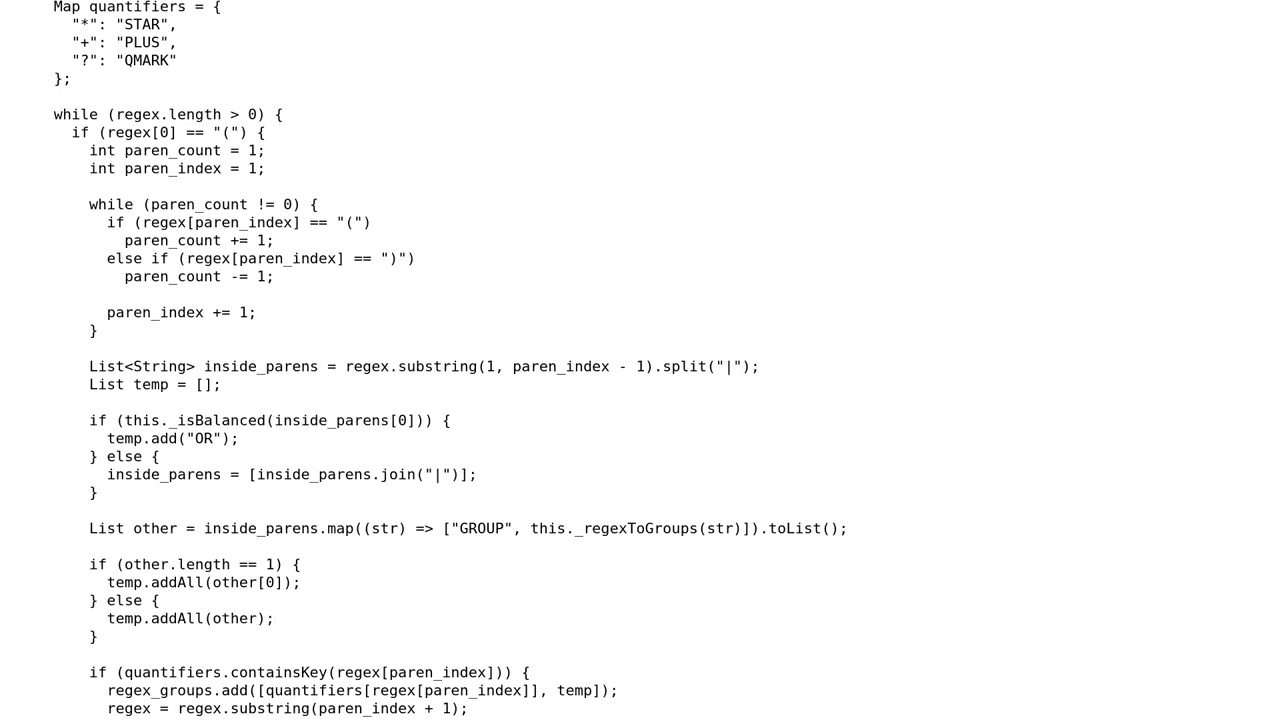 Map quantifiers = {
"*": "STAR",
"+": "PLUS",
"?": "QMARK"
};
while (regex.length > 0) {
if (regex[0] == "(") {
int paren_count = 1;
int paren_index = 1;
while (paren_count != 0) {
if (regex[paren_index] == "(")
paren_count += 1;
else if (regex[paren_index] == ")")
paren_count -= 1;
paren_index += 1;
}
List<String> inside_parens = regex.substring(1, paren_index - 1).split("|");
List temp = [];
if (this._isBalanced(inside_parens[0])) {
temp.add("OR");
} else {
inside_parens = [inside_parens.join("|")];
}
List other = inside_parens.map((str) => ["GROUP", this._regexToGroups(str)]).toList();
if (other.length == 1) {
temp.addAll(other[0]);
} else {
temp.addAll(other);
}
if (quantifiers.containsKey(regex[paren_index])) {
regex_groups.add([quantifiers[regex[paren_index]], temp]);
regex = regex.substring(paren_index + 1);